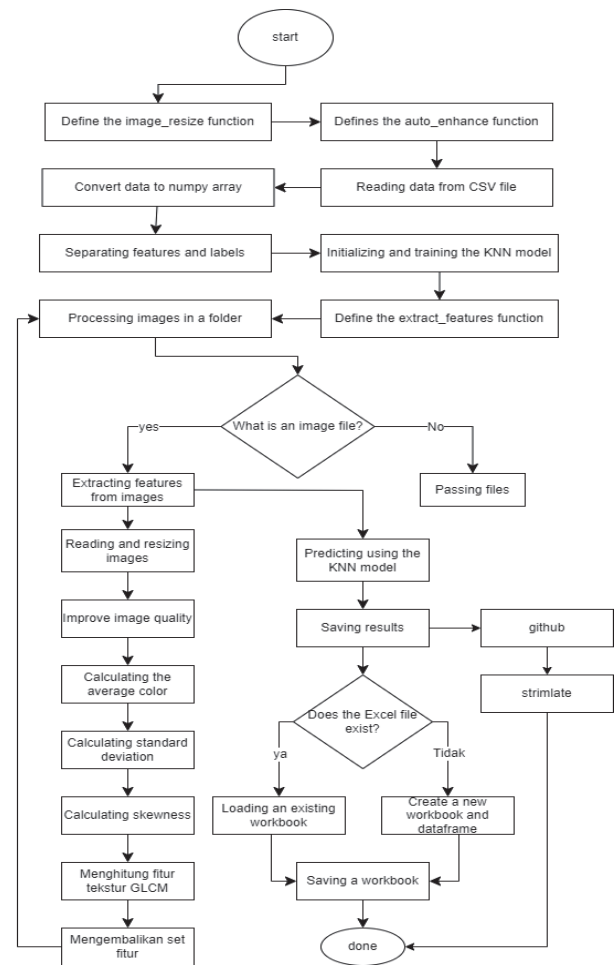 start
Define the image_resize function
Defines the auto_enhance function
Convert data to numpy array
Reading data from CSV file
Separating features and labels
Initializing and training the KNN model
Processing images in a folder
Define the extract_features function
What is an image file?
yes
No
Extracting features
from images
Passing files
Reading and resizing
images
Predicting using the
KNN model
Improve image quality
Saving results
github
Calculating the
average color
strimlate
Does the Excel file
exist?
Calculating standard
deviation
ya
Tidak
Calculating skewness
Loading an existing
workbook
Create a new
workbook and
dataframe
Menghitung fitur
tekstur GLCM
Saving a workbook
Mengembalikan set
fitur
done